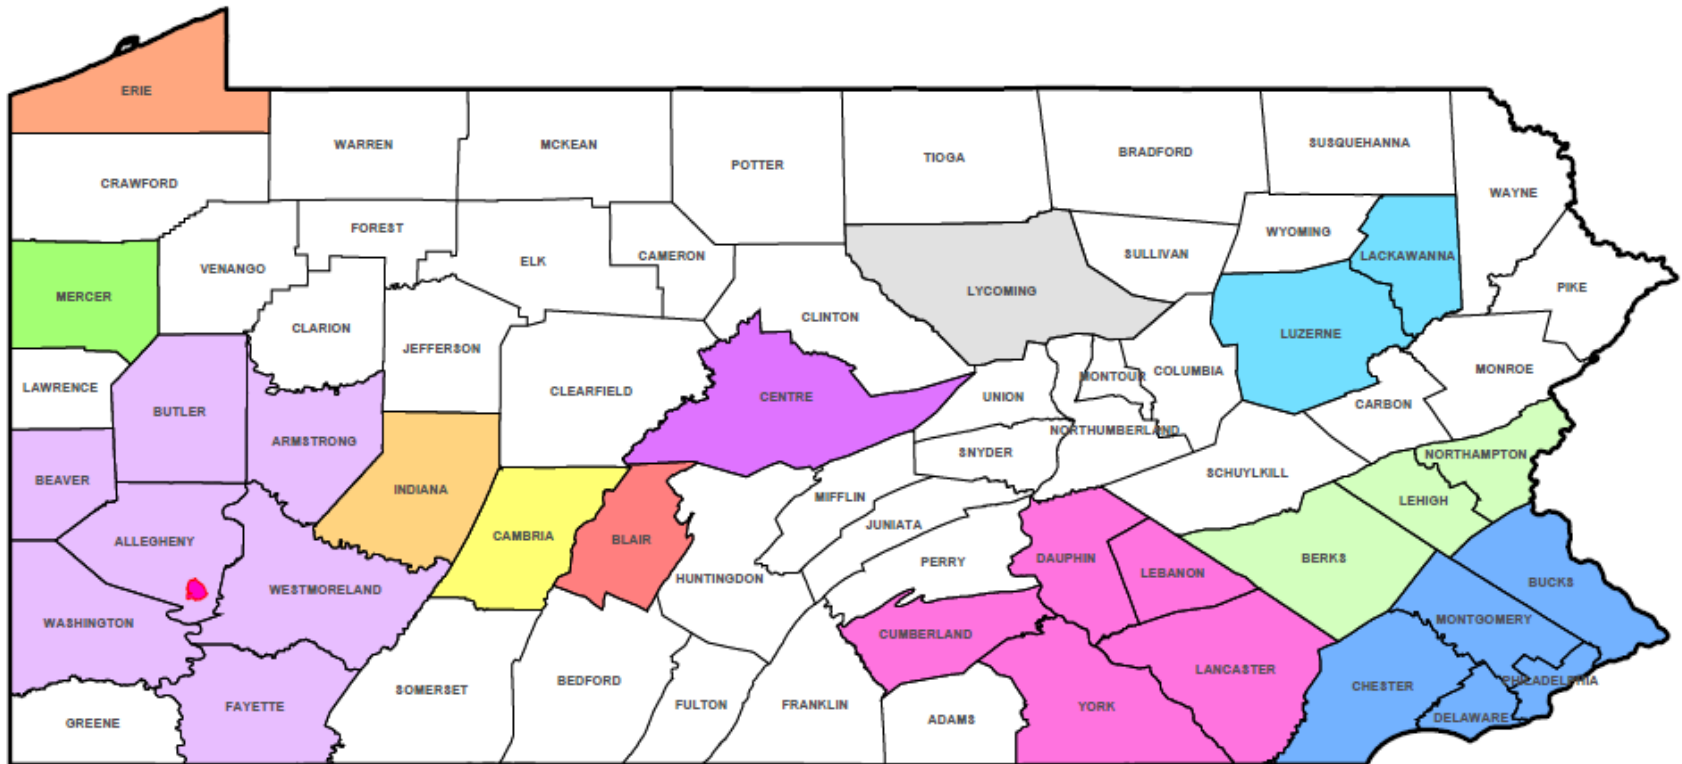 ERIE
WARREN
MCKEAN
POTTER
TIOGA
BRADFORD
SUSQUEHANNA
WAYNE
CRAWFORD
FOREST
VENANGO
ELK
CAMERON
SULLIVAN
WYOMING
LACKAWANNA
PIKE
MERCER
CLARION
JEFFERSON
CLINTON
LYCOMING
LUZERNE
LAWRENCE
BUTLER
ARMSTRONG
CLEARFIELD
CENTRE
UNION
MONTOUR
COLUMBIA
MONROE
CARBON
NORTHUMBERLAND
SNYDER
SCHUYLKILL
NORTHAMPTON
LEHIGH
BEAVER
INDIANA
MIFFLIN
JUNIATA
ALLEGHENY
CAMBRIA
BLAIR
HUNTINGDON
PERRY
DAUPHIN
LEBANON
BERKS
BUCKS
WASHINGTON
WESTMORELAND
CUMBERLAND
MONTGOMERY
GREENE
FAYETTE
SOMERSET
BEDFORD
FULTON
FRANKLIN
ADAMS
YORK
LANCASTER
CHESTER
PHILADELPHIA
DELAWARE